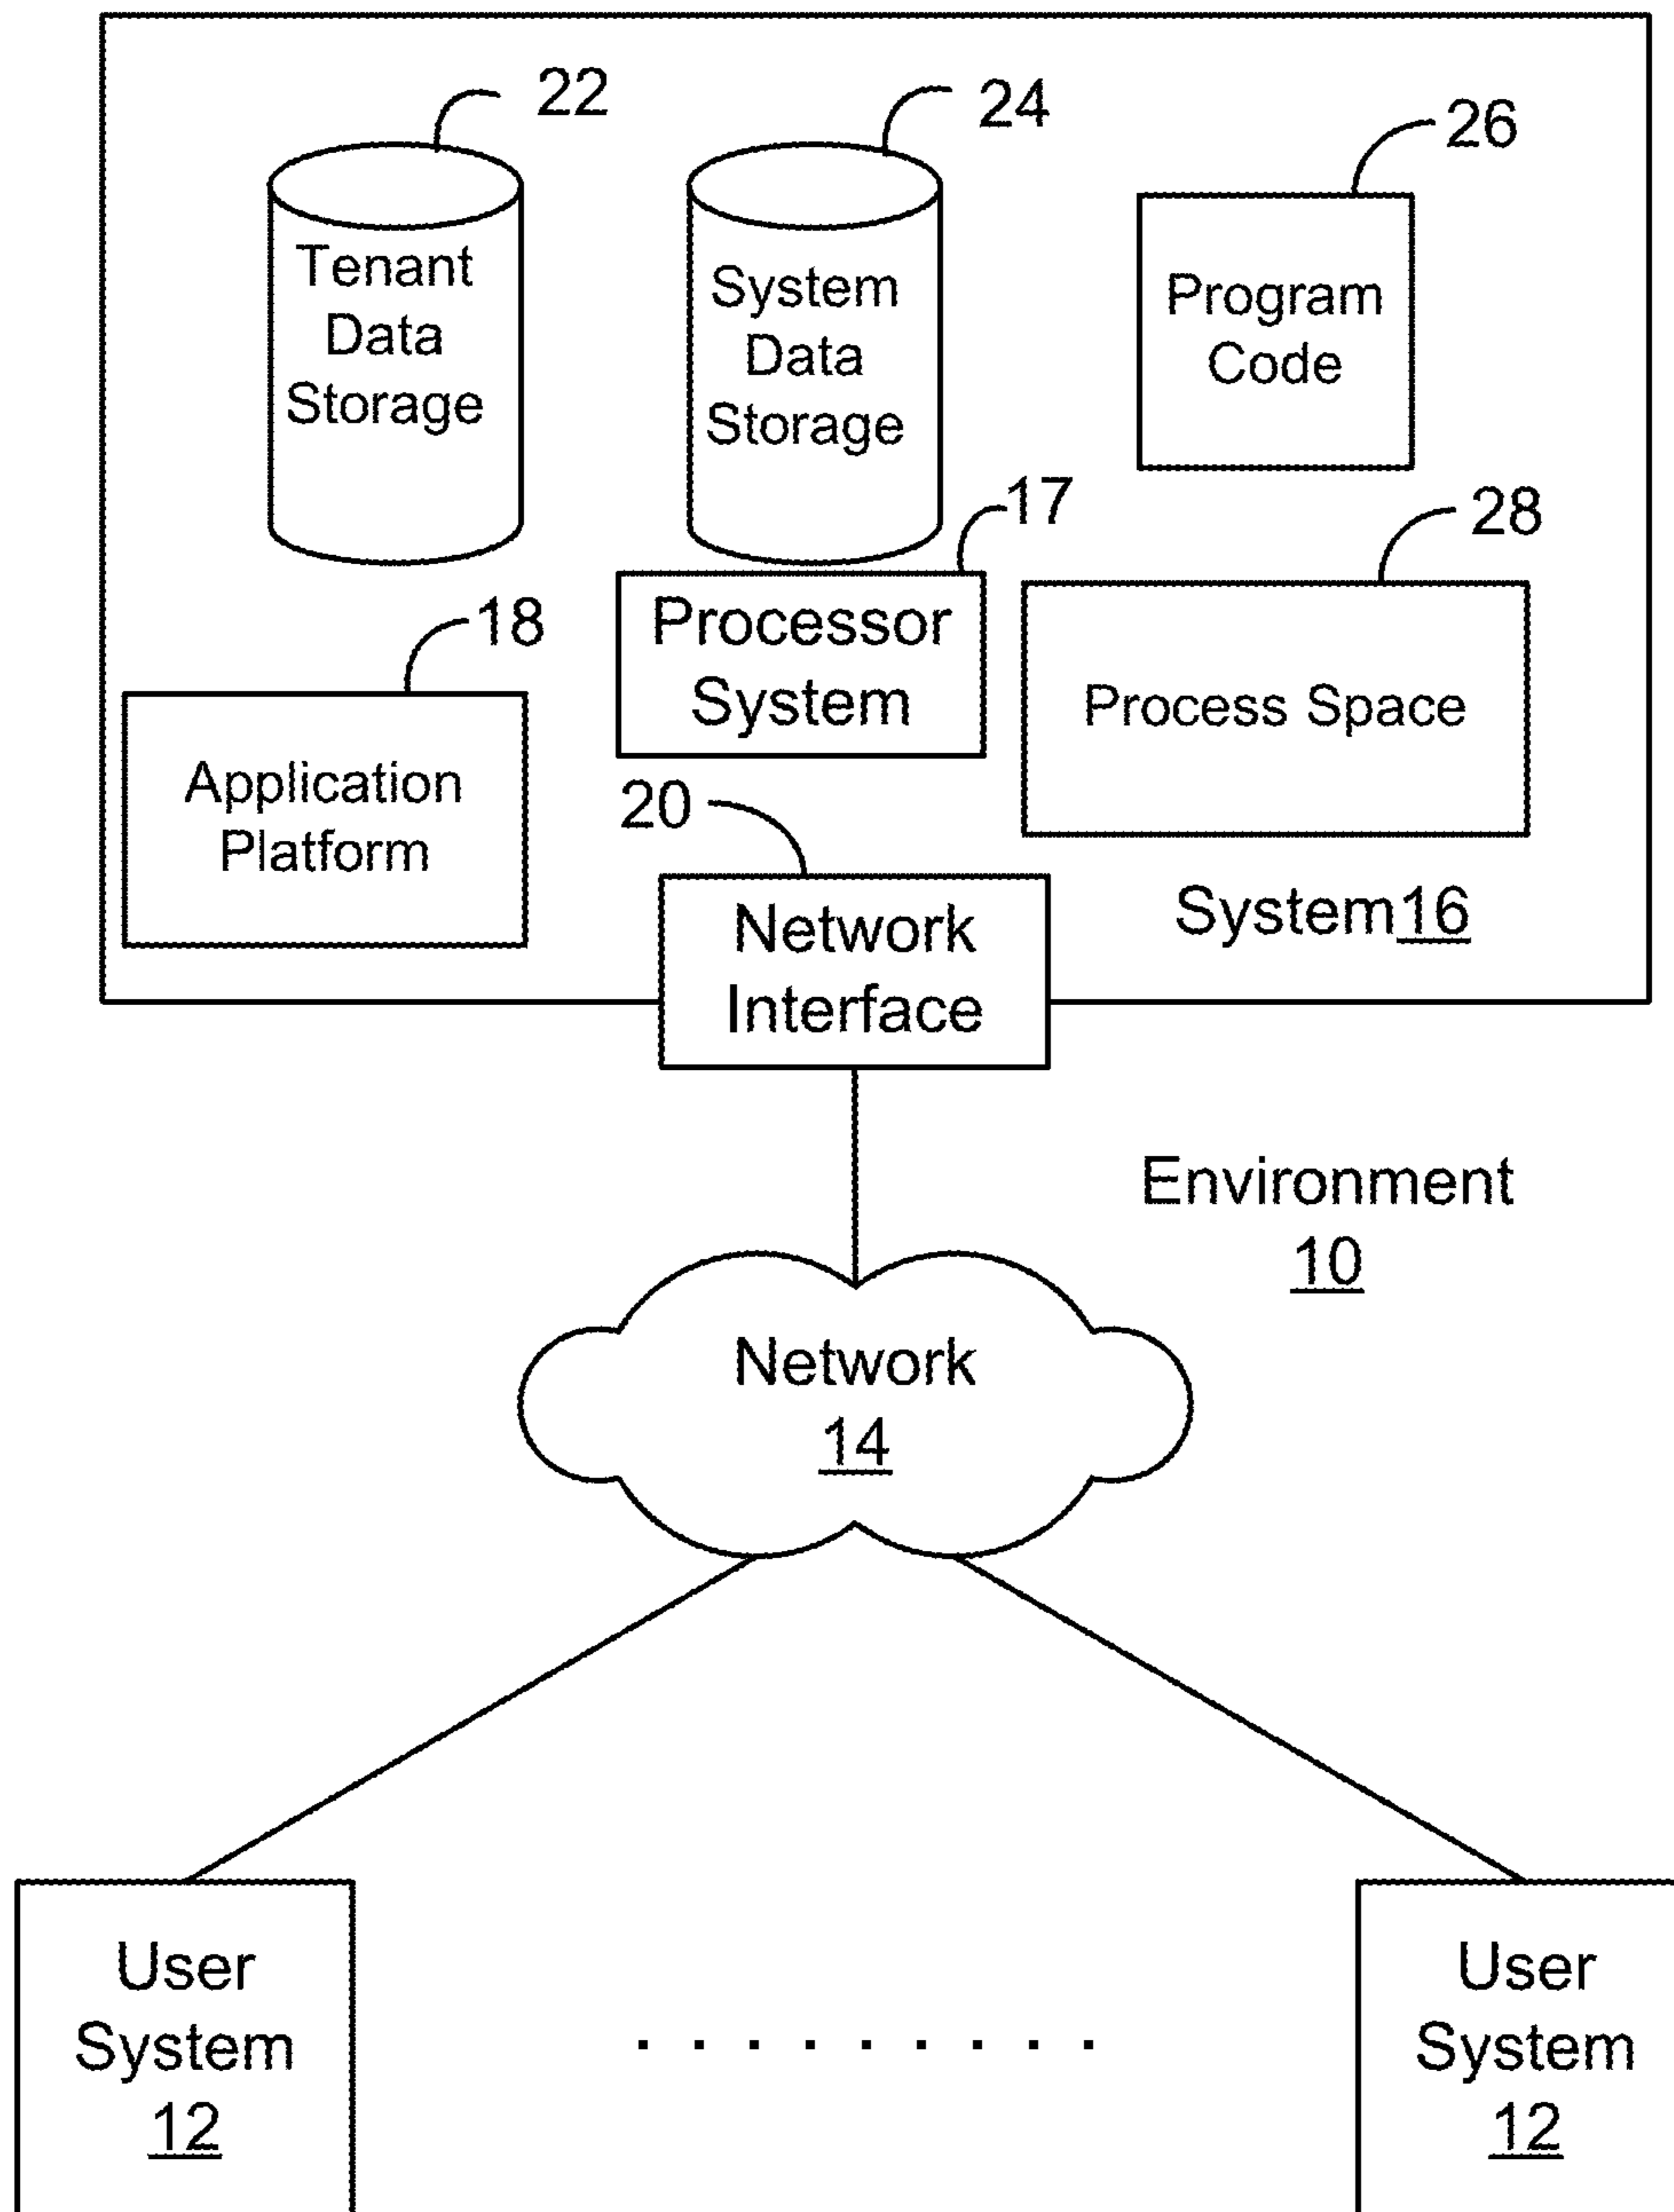 22
24
26
Tenant
Data
Storage
System
Data
Storage
Program
Code
17
28
18
Processor
System
Process Space
Application
Platform
20
Network
Interface
System16
Environment
10
Network
14
User
System
12
. . . . . . . . .
User
System
12